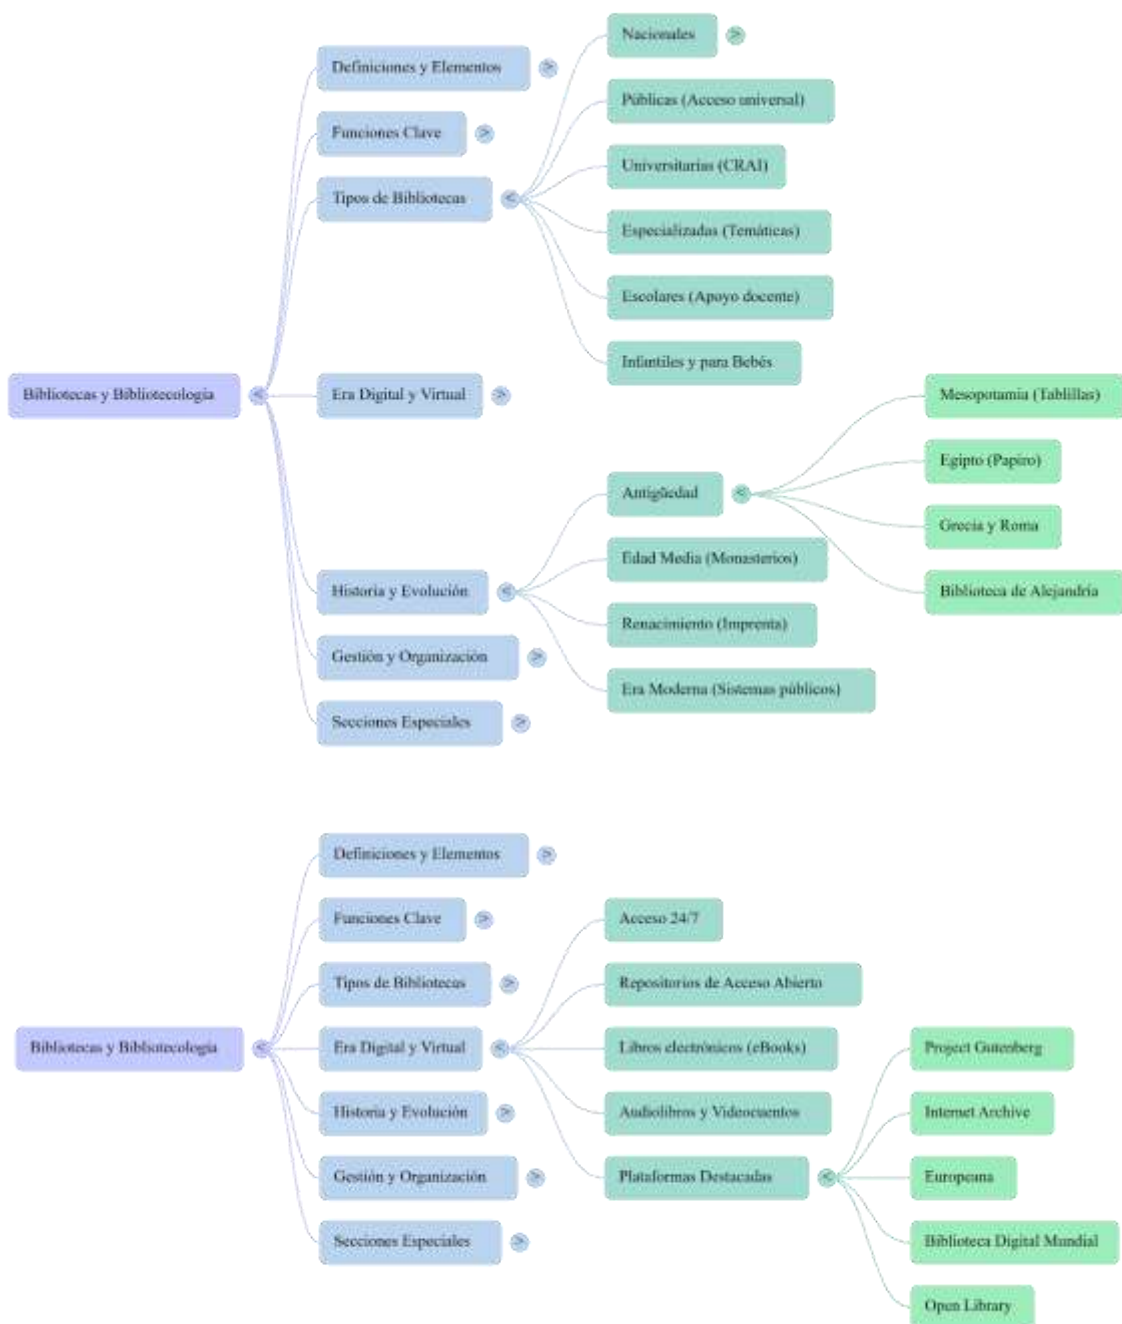 Nacionales
Definiciones y Elementos
Públicas (Acceso universal)
Funciones Clave
Universitarias (CRAI)
Tipos de Bibliotecas
Especializadas (Temáticas)
Escolares (Apoyo docente)
Infantiles y para Bebés
Bibliotecas y Bibliotecología
Era Digital y Virtual
Mesopotamia (Tablillas)
Egipto (Papiro)
Antigüedad
Grecia y Roma
Edad Media (Monasterios)
Historia y Evolución
Biblioteca de Alejandría
Renacimiento (Imprenta)
Gestión y Organización
Era Moderna (Sistemas públicos)
Secciones Especiales
Definiciones y Elementos
Funciones Clave
Acceso 24/7
Tipos de Bibliotecas
Repositorios de Acceso Abierto
Bibliotecas y Bibliotecología
Era Digital y Virtual
Libros electrónicos (eBooks)
Project Gutenberg
Historia y Evolución
Audiolibros y Videocuentos
Internet Archive
Gestión y Organización
Plataformas Destacadas
Europeana
Secciones Especiales
Biblioteca Digital Mundial
Open Library